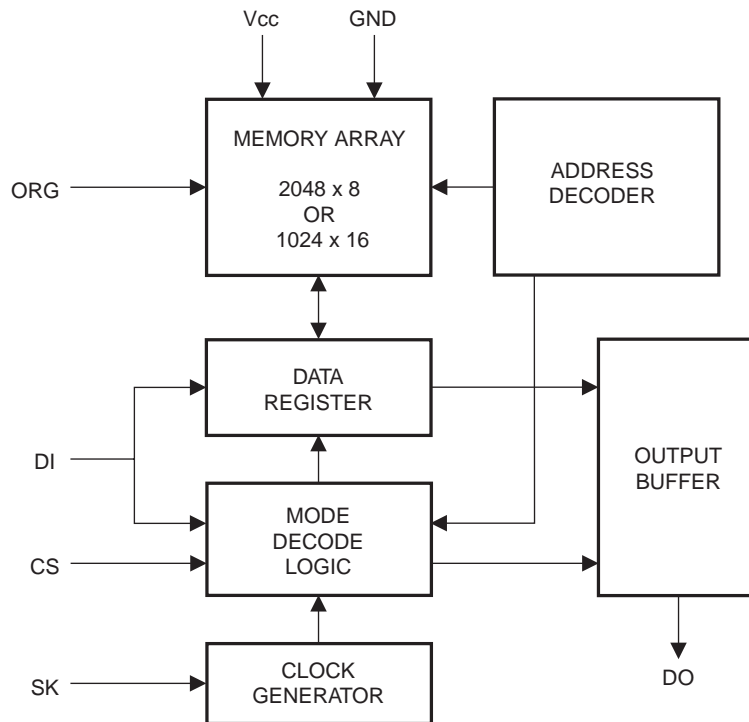 Vcc
GND
MEMORY ARRAY
2048 x 8
OR
1024 x 16
ADDRESS
DECODER
ORG
DATA
REGISTER
DI
OUTPUT
BUFFER
MODE
DECODE
LOGIC
CS
CLOCK
GENERATOR
SK
DO